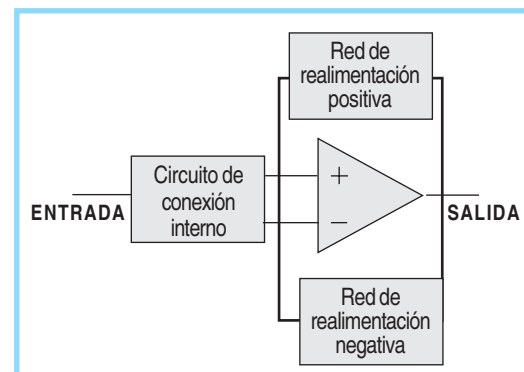 Red de
realimentación
positiva
Circuito de
conexión
interno
+
−
ENTRADA
SALIDA
Red de
realimentación
negativa